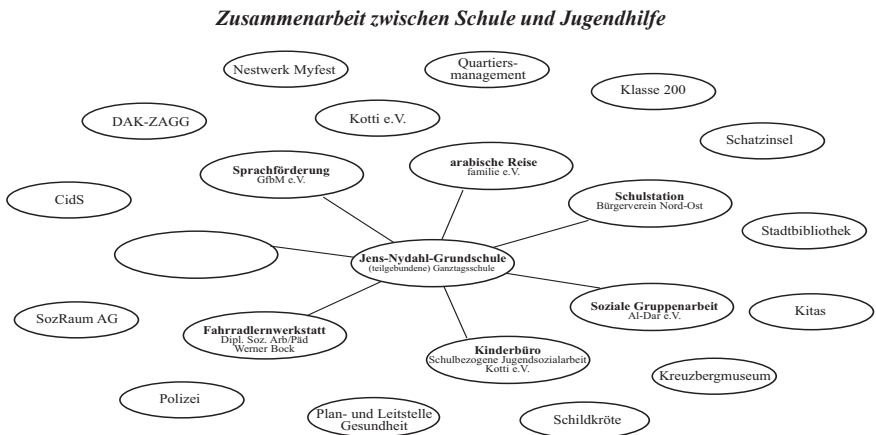 Zusammenarbeit zwischen Schule und Jugendhilfe
Nestwerk Myfest
Quartiers-
management
Klasse 200
DAK-ZAGG
Kotti e.V.
Schatzinsel
Sprachförderung
GfbM e.V.
arabische Reise
familie e.V.
CidS
Schulstation
Bürgerverein Nord-Ost
Stadtbibliothek
Jens-Nydahl-Grundschule
(teilgebundene) Ganztagsschule
SozRaum AG
Fahrradlernwerkstatt
Dipl. Soz. Arb/Päd
Werner Bock
Soziale Gruppenarbeit
Al-Dar e.V.
Kitas
Kinderbüro
Schulbezogene Jugendsozialarbeit
Kotti e.V.
Kreuzbergmuseum
Polizei
Plan- und Leitstelle
Gesundheit
Schildkröte